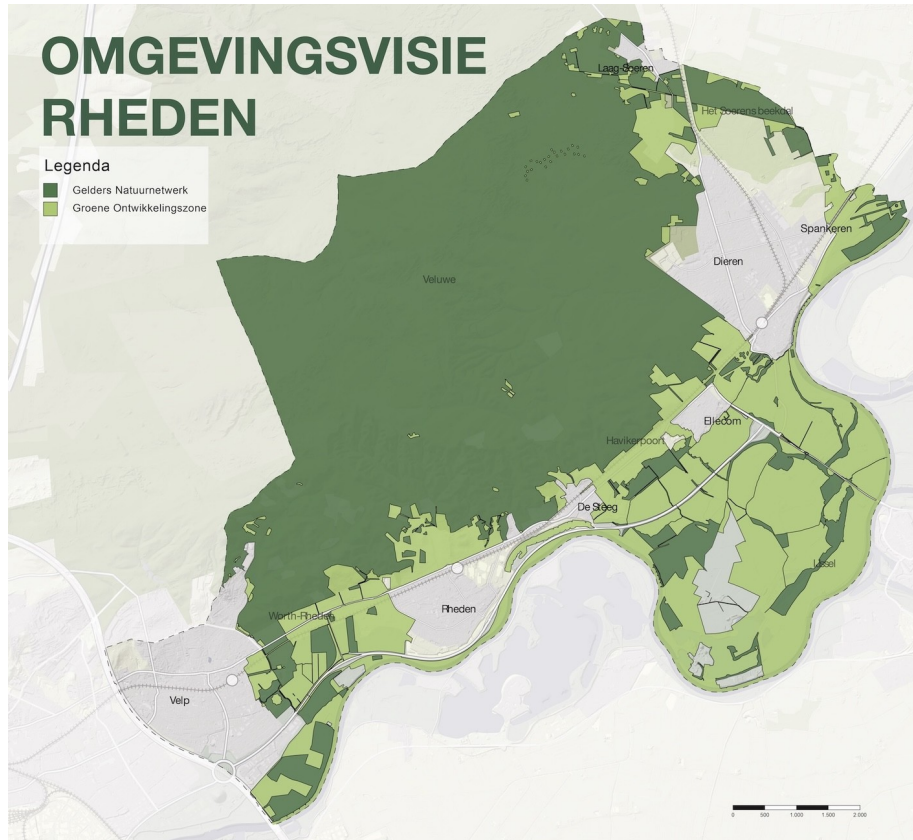 OMGEVINGSVISIE
RHEDEN
Legenda
Gelders Natuurnetwerk
Groene Ontwikkelingszone
Laag-Soeren
Het Soerens beekdal
Spankeren
Dieren
Veluwe
Ellecom
Havikerpoort
De Steeg
IJssel
Rheden
Worth-Rheden
Velp
0 500 1.000 1.500 2.000